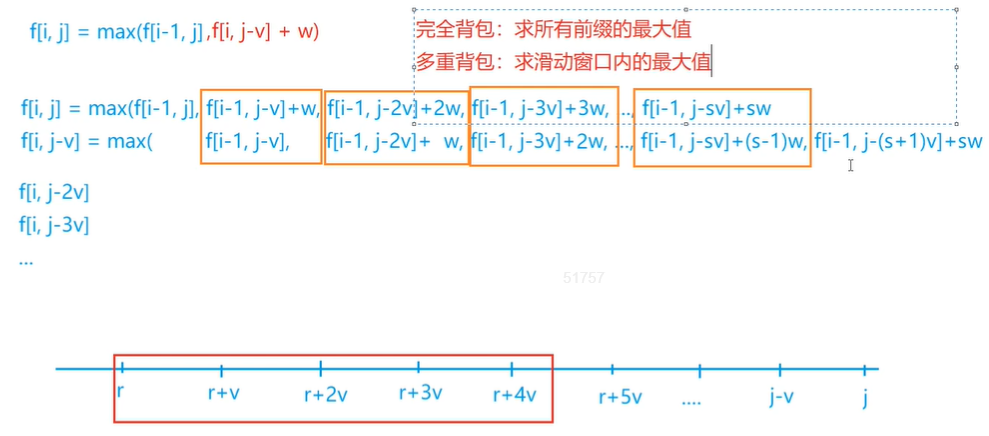 f[i, j] = max(f[i-1, j],f[i, j-v] + w)
完全背包：求所有前缀的最大值
多重背包：求滑动窗口内的最大值
f[i, j] = max(f[i-1, j], f[i-1, j-v]+w, f[i-1, j-2v]+2w, f[i-1, j-3v]+3w, ..., f[i-1, j-sv]+sw
f[i, j-v] = max( f[i-1, j-v], f[i-1, j-2v]+ w, f[i-1, j-3v]+2w, ..., f[i-1, j-sv]+(s-1)w, f[i-1, j-(s+1)v]+sw
f[i, j-2v]
f[i, j-3v]
...
51757
r r+v r+2v r+3v r+4v r+5v .... j-v j